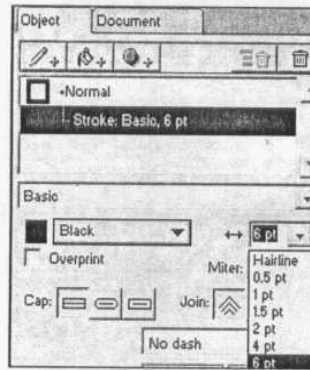 Object Document
+Normal
Stroke: Basic, 6 pt
Basic
Black 6 pt
Overprint
Miter:
Hairline
0.5 pt
1 pt
1.5 pt
2 pt
4 pt
6 pt
Cap: Join:
No dash